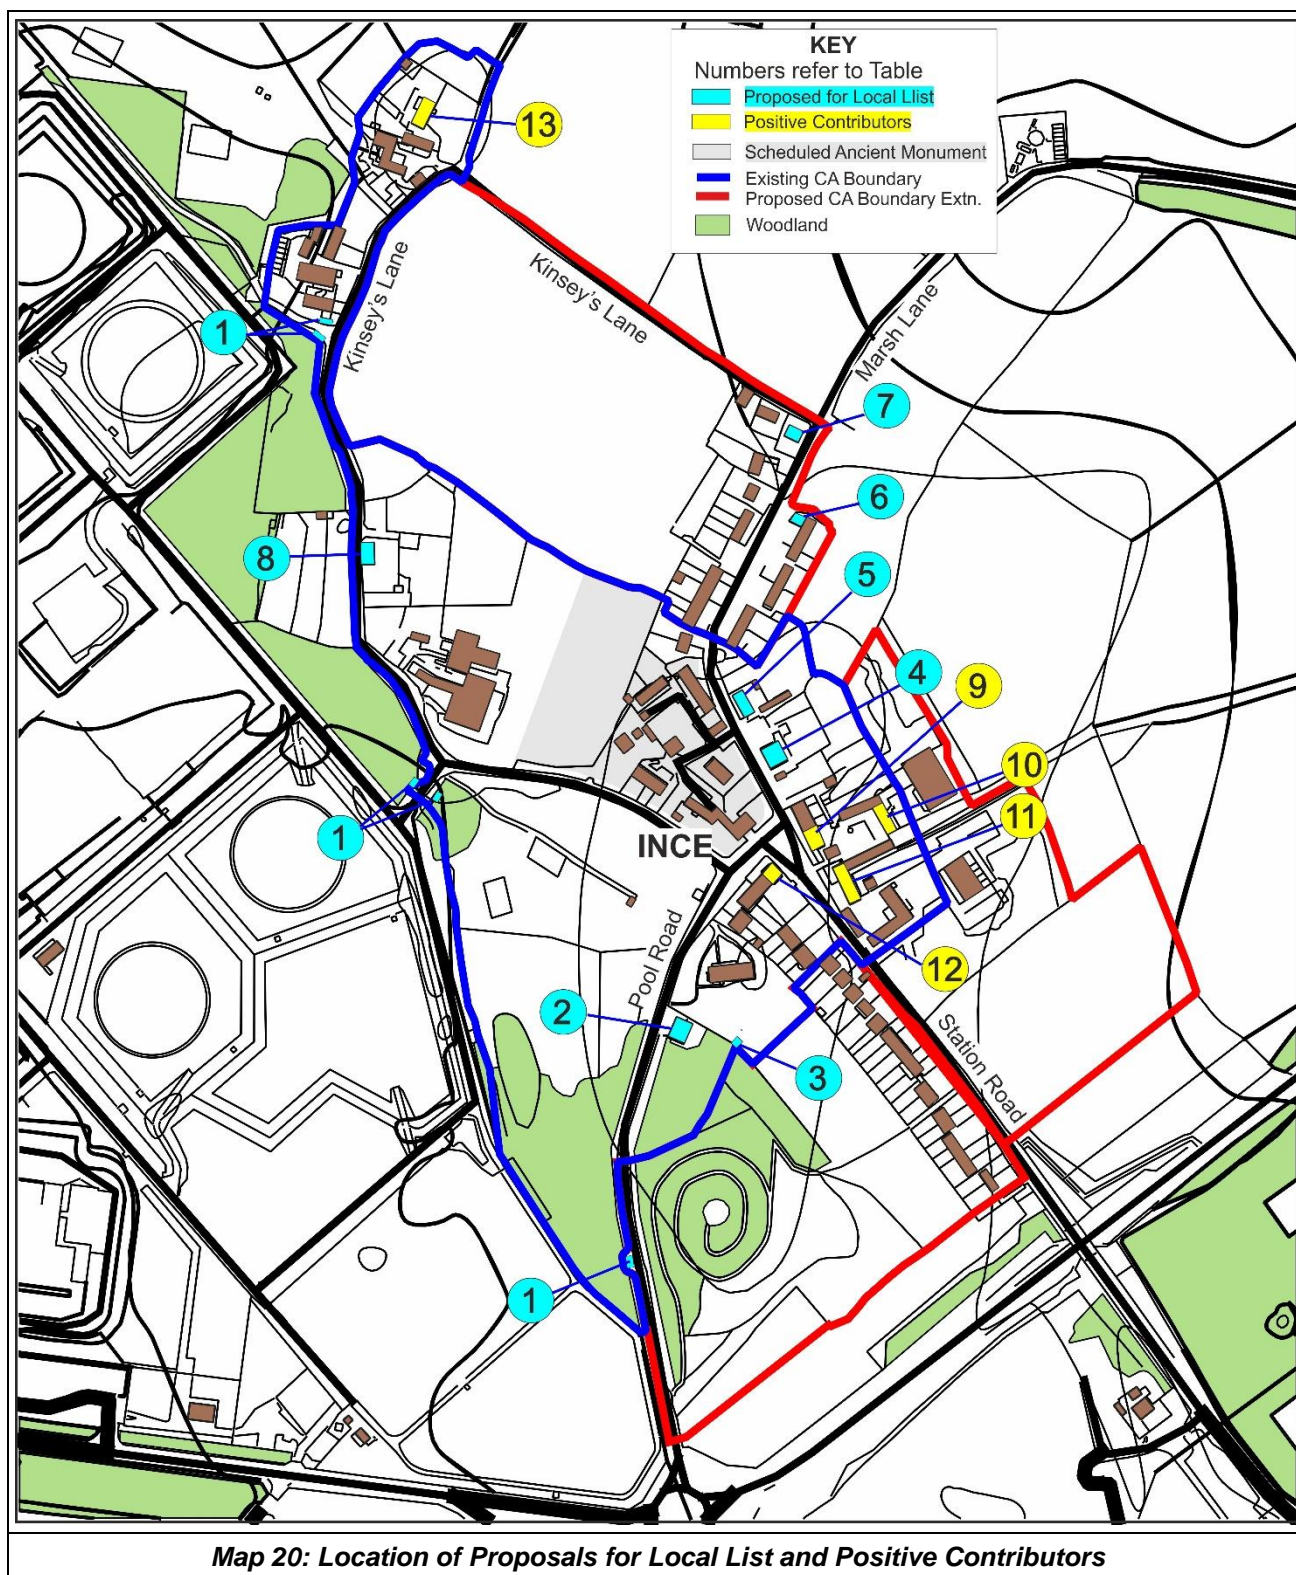 KEY
Numbers refer to Table
Proposed for Local Llist
Positive Contributors
Scheduled Ancient Monument
Existing CA Boundary
Proposed CA Boundary Extn.
Woodland
13
Kinsey's Lane
Kinsey's Lane
Marsh Lane
1
7
6
8
5
4
9
10
1
11
INCE
12
Pool Road
2
3
Station Road
1
Map 20: Location of Proposals for Local List and Positive Contributors